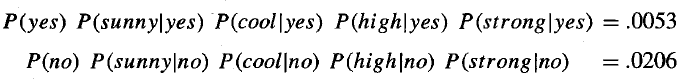 P(yes) P(sunny|yes) P(cool|yes) P(high|yes) P(strong|yes) = .0053
P(no) P(sunny|no) P(cool|no) P(high|no) P(strong|no) = .0206